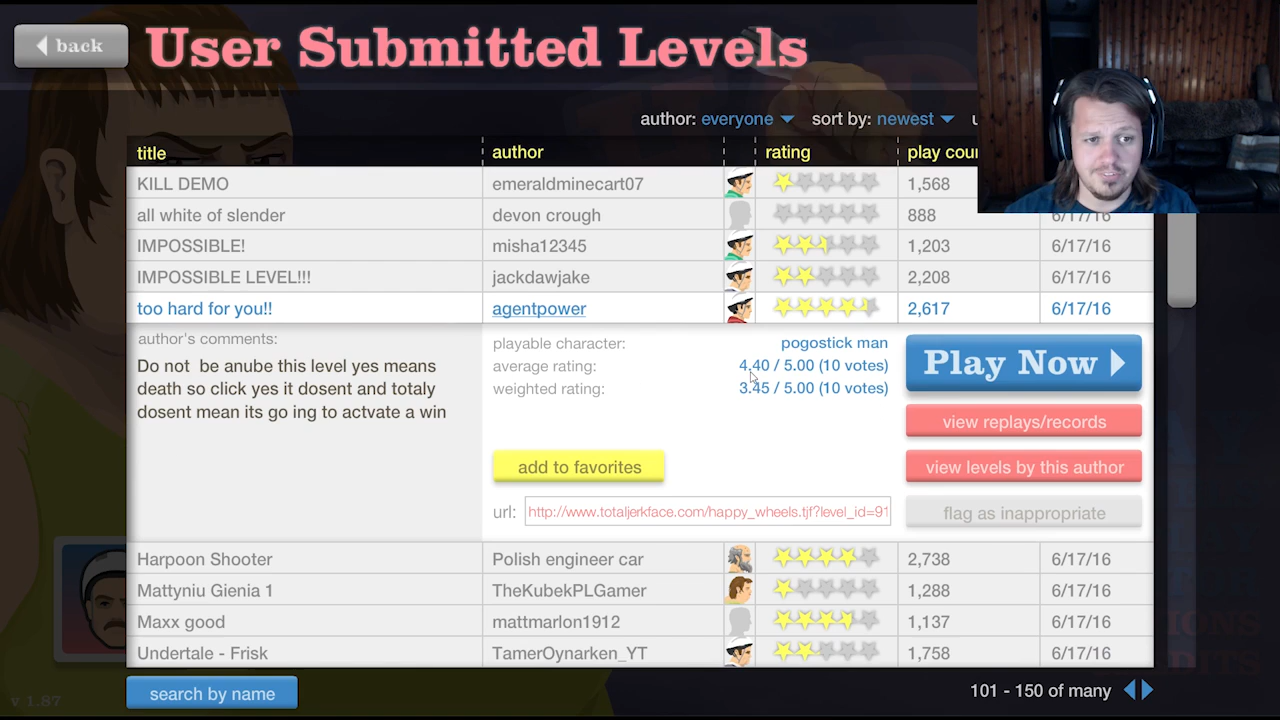 back
User Submitted Levels
author: everyone sort by: newest
title author rating play coun
KILL DEMO emeraldminecart07 1,568
all white of slender devon crough 888 6/17/16
IMPOSSIBLE! misha12345 1,203 6/17/16
IMPOSSIBLE LEVEL!!! jackdawjake 2,208 6/17/16
too hard for you!! agentpower 2,617 6/17/16
author's comments:
Do not be anube this level yes means
death so click yes it dosent and totaly
dosent mean its go ing to actvate a win
playable character: pogostick man
average rating: 4.40 / 5.00 (10 votes)
weighted rating: 3.45 / 5.00 (10 votes)
add to favorites
url: http://www.totaljerkface.com/happy_wheels.tjf?level_id=91
Play Now
view replays/records
view levels by this author
flag as inappropriate
Harpoon Shooter Polish engineer car 2,738 6/17/16
Mattyniu Gienia 1 TheKubekPLGamer 1,288 6/17/16
Maxx good mattmarlon1912 1,137 6/17/16
Undertale - Frisk TamerOynarken_YT 1,758 6/17/16
search by name
101 - 150 of many
v 1.87